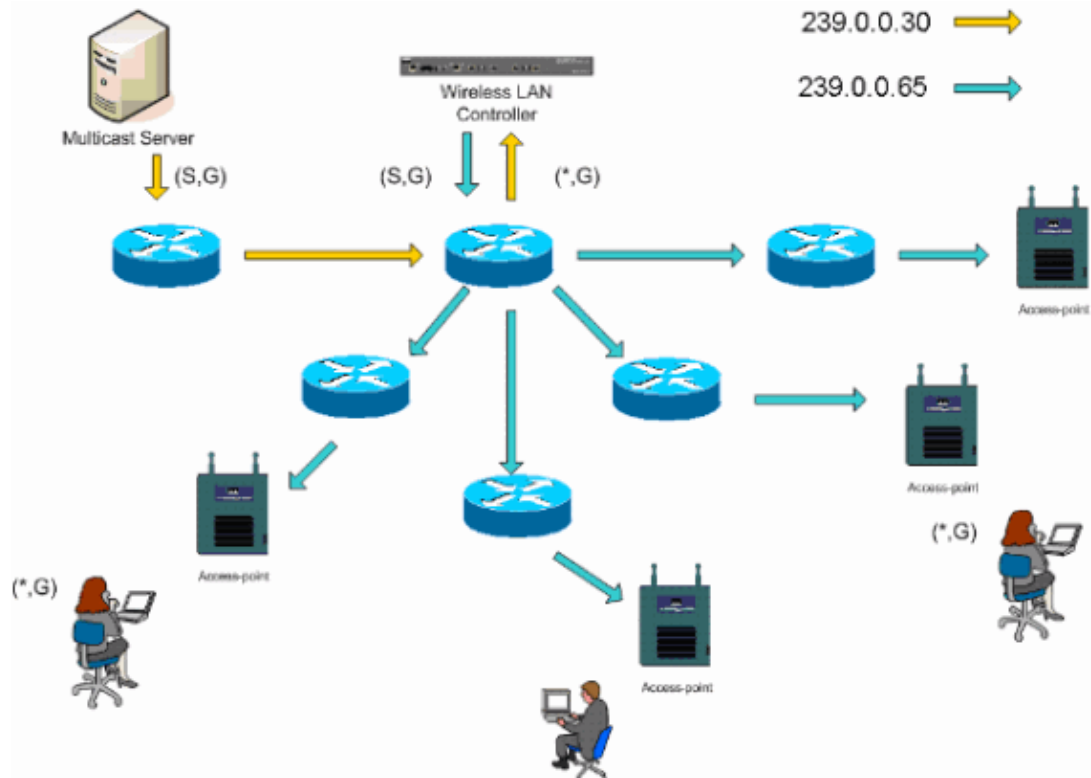 239.0.0.30
239.0.0.65
Wireless LAN
Controller
Multicast Server
(S,G)
(S,G)
(*,G)
Access-point
Access-point
(*,G)
Access-point
(*,G)
Access-point